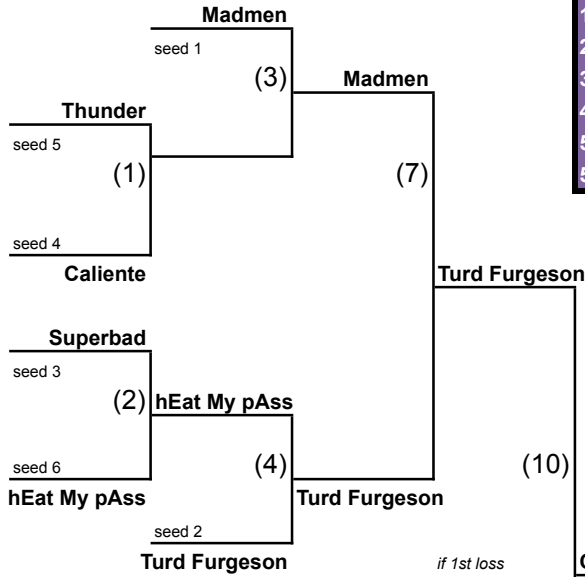 Madmen
seed 1
(3)
Madmen
Thunder
seed 5
(1)
(7)
seed 4
Caliente
Turd Furgeson
Superbad
seed 3
(2)
hEat My pAss
seed 6
(4)
(10)
hEat My pAss
Turd Furgeson
seed 2
Turd Furgeson
if 1st loss